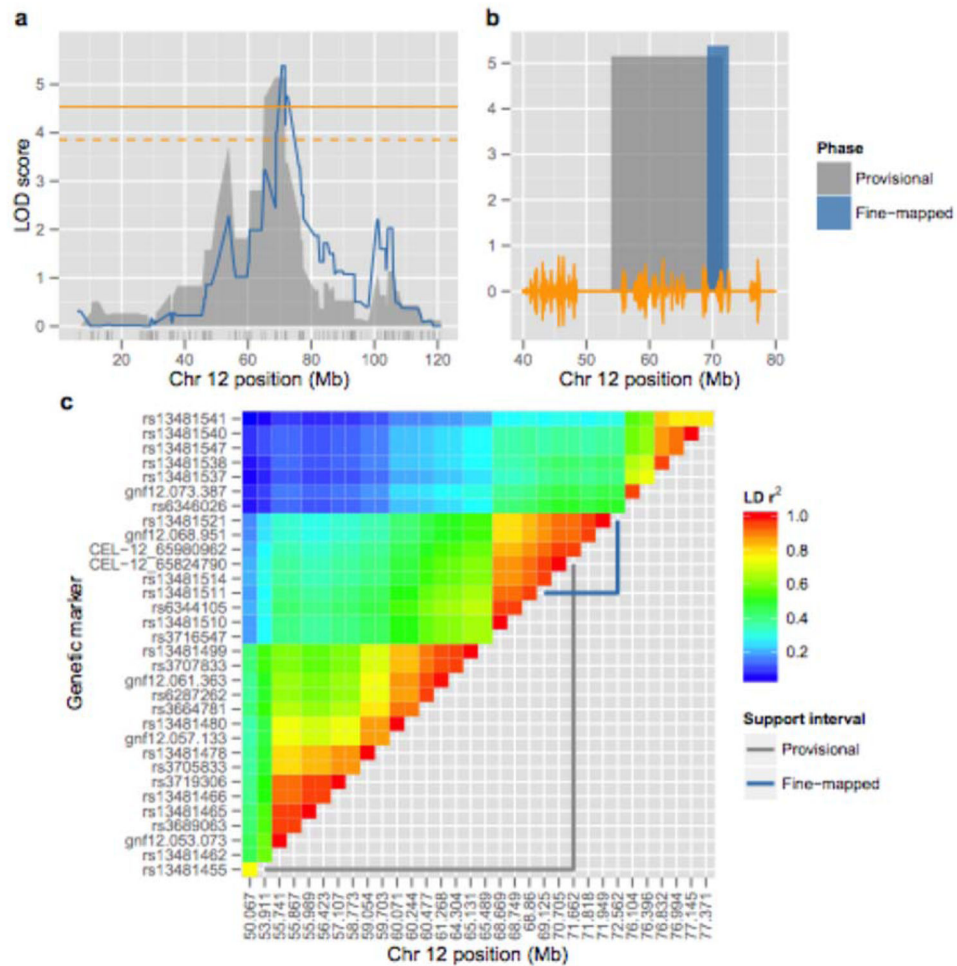 a
b
5
4
3
2
1
0
LOD score
20
40
60
80
100
120
Chr 12 position (Mb)
5
4
3
2
1
0
40
50
60
70
80
Chr 12 position (Mb)
Phase
Provisional
Fine-mapped
c
Genetic marker
rs13481541
rs13481540
rs13481547
rs13481538
rs13481537
gnf12.073.387
rs6346026
rs13481521
gnf12.068.951
CEL-12_65980962
CEL-12_65824790
rs13481514
rs13481511
rs6344105
rs13481510
rs3716547
rs13481499
rs3707833
gnf12.061.363
rs6287262
rs3664781
rs13481480
gnf12.057.133
rs13481478
rs3705833
rs3719306
rs13481466
rs13481465
rs3689063
gnf12.053.073
rs13481462
rs13481455
50.067
53.911
55.741
55.867
55.989
56.423
57.107
58.773
59.054
59.703
60.071
60.244
60.477
61.268
64.304
65.131
65.489
68.669
68.749
68.86
69.125
70.705
71.662
71.818
71.949
72.562
76.104
76.396
76.832
76.994
77.145
77.371
Chr 12 position (Mb)
LD r²
1.0
0.8
0.6
0.4
0.2
Support interval
Provisional
Fine-mapped